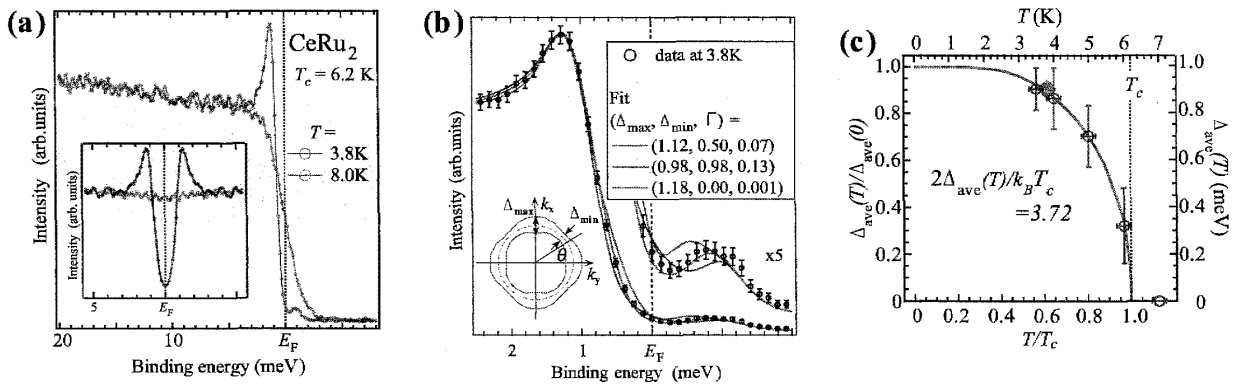 (a)
CeRu2
Tc = 6.2 K
T =
3.8K
8.0K
Intensity (arb.units)
Intensity (arb. units)
5
EF
20
10
EF
Binding energy (meV)
(b)
data at 3.8K
Fit
(Δmax, Δmin, Γ) =
(1.12, 0.50, 0.07)
(0.98, 0.98, 0.13)
(1.18, 0.00, 0.001)
Intensity (arb.units)
Δmax
kx
Δmin
θ
ky
x5
2
1
EF
Binding energy (meV)
(c)
T (K)
0 1 2 3 4 5 6 7
Tc
Δave(T)/Δave(0)
1.0
0.8
0.6
0.4
0.2
0
2Δave(T)/kBTc
=3.72
1.0
0.8
0.6
0.4
0.2
0
Δave(T) (meV)
0 0.2 0.4 0.6 0.8 1.0
T/Tc